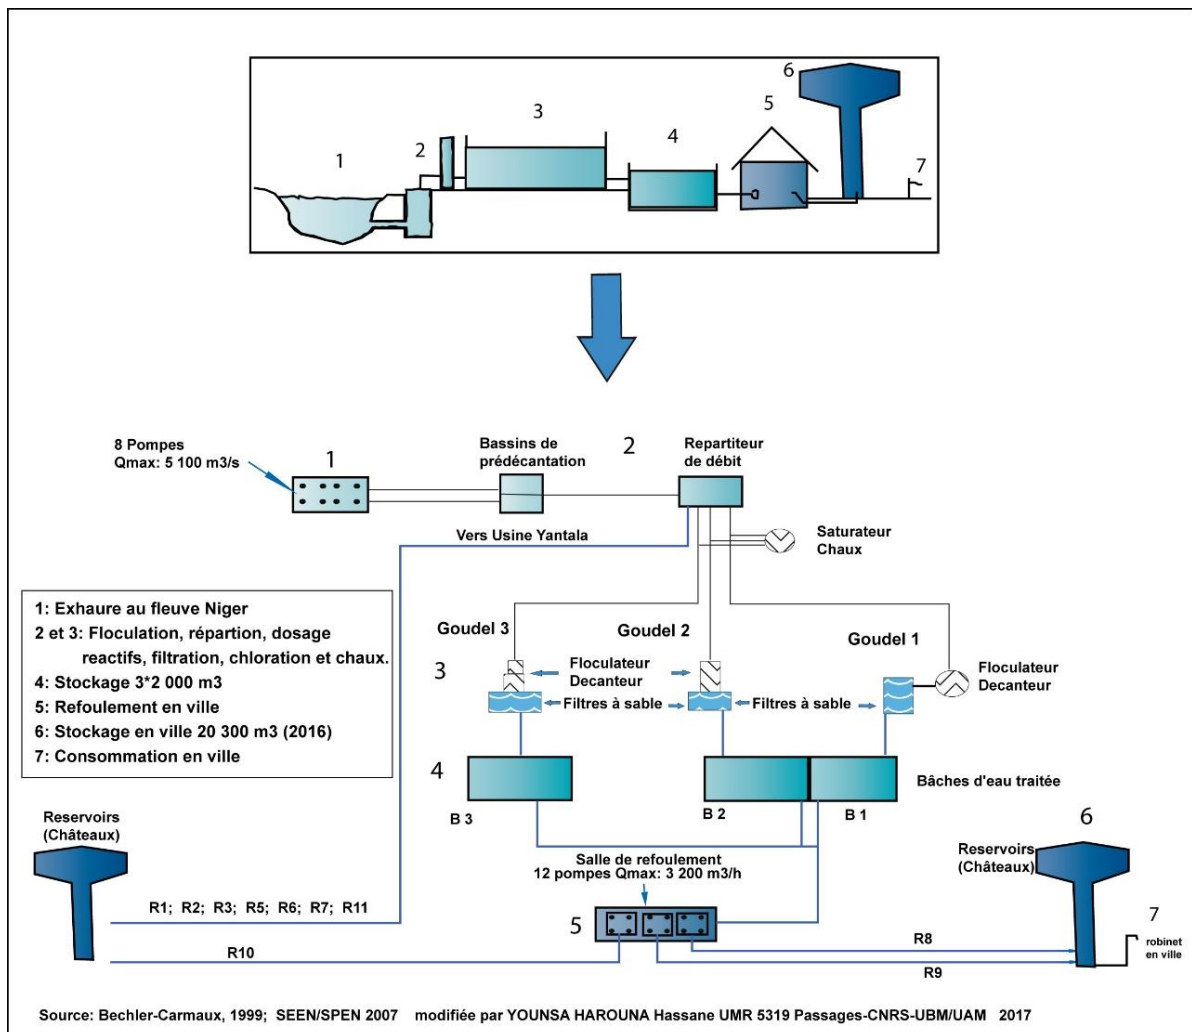 1
2
3
4
5
6
7
8 Pompes
Qmax: 5 100 m3/s
1
Bassins de
prédécantation
2
Repartiteur
de débit
Vers Usine Yantala
Saturateur
Chaux
1: Exhaure au fleuve Niger
2 et 3: Floculation, répartion, dosage
reactifs, filtration, chloration et chaux.
4: Stockage 3*2 000 m3
5: Refoulement en ville
6: Stockage en ville 20 300 m3 (2016)
7: Consommation en ville
Goudel 3
Goudel 2
Goudel 1
3
Floculateur
Decanteur
Floculateur
Decanteur
Filtres à sable
Filtres à sable
4
Bâches d'eau traitée
B 3
B 2
B 1
Reservoirs
(Châteaux)
Salle de refoulement
12 pompes Qmax: 3 200 m3/h
6
Reservoirs
(Châteaux)
R1; R2; R3; R5; R6; R7; R11
5
7
robinet
en ville
R10
R8
R9
Source: Bechler-Carmaux, 1999; SEEN/SPEN 2007 modifiée par YOUNSA HAROUNA Hassane UMR 5319 Passages-CNRS-UBM/UAM 2017